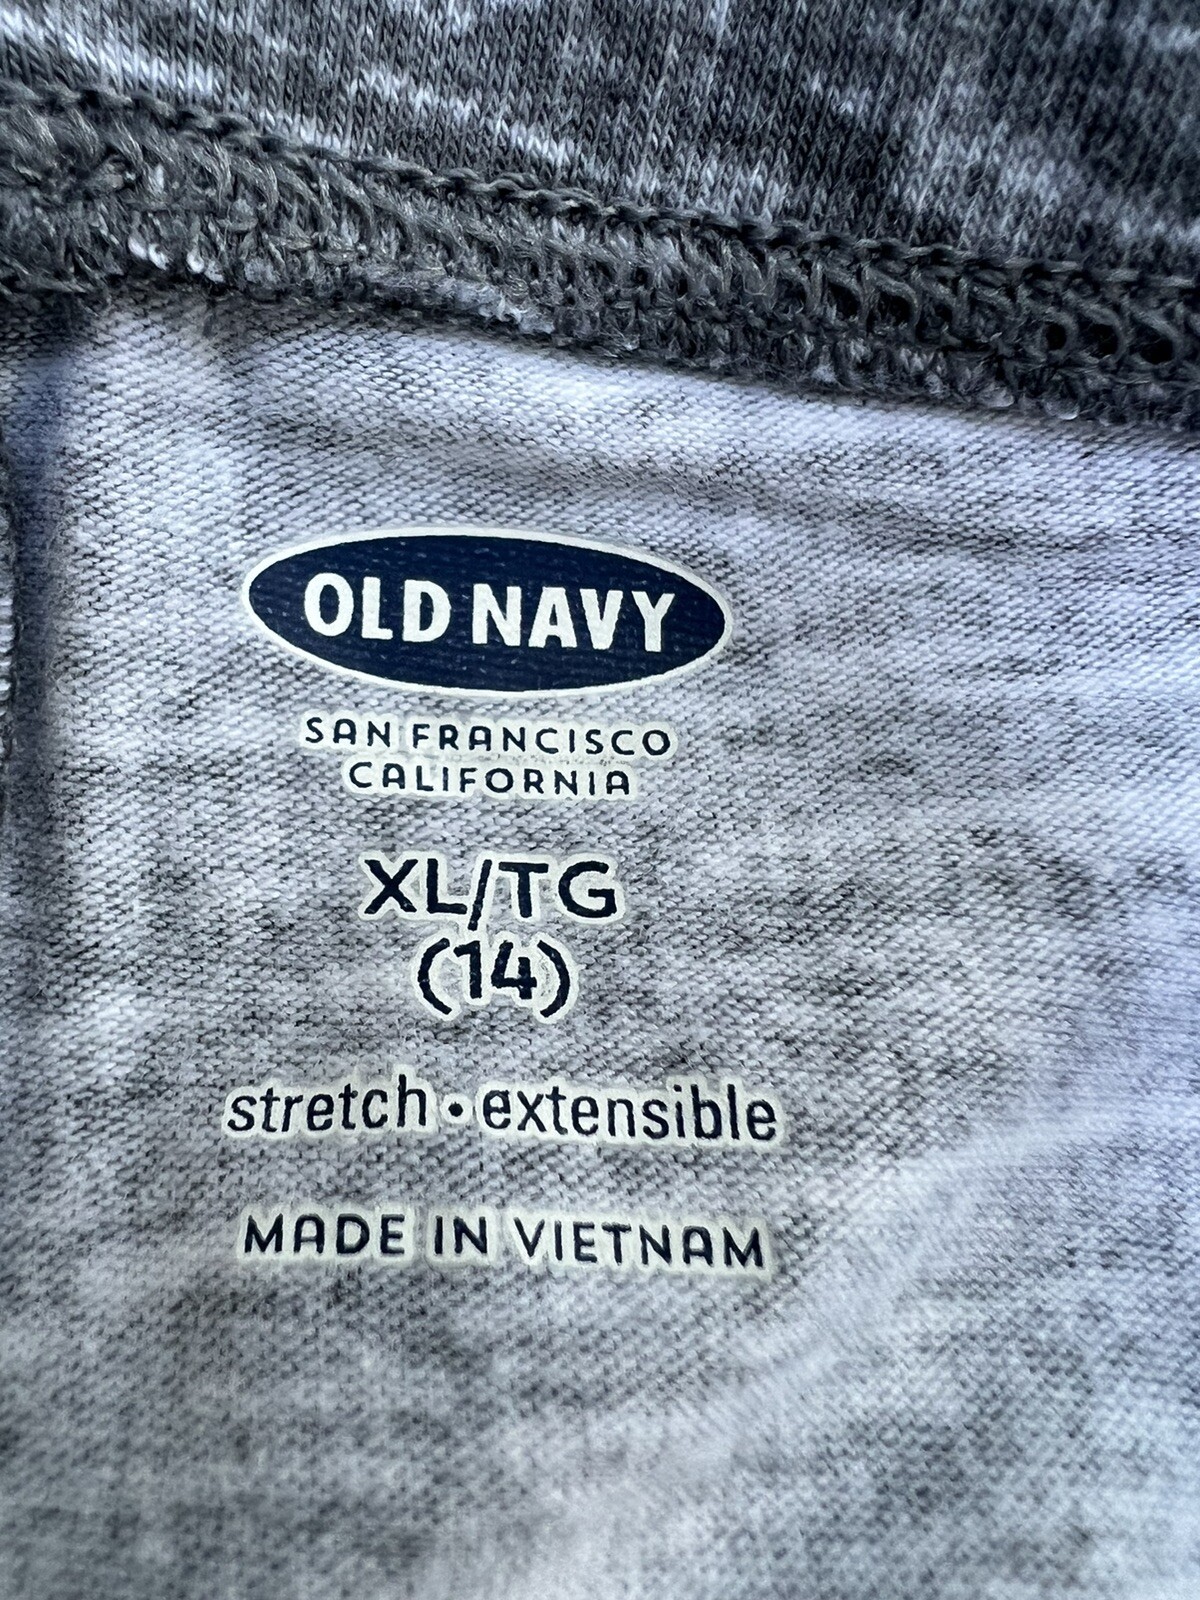 OLD NAVY
SAN FRANCISCO
CALIFORNIA
XL/TG
(14)
stretch • extensible
MADE IN VIETNAM